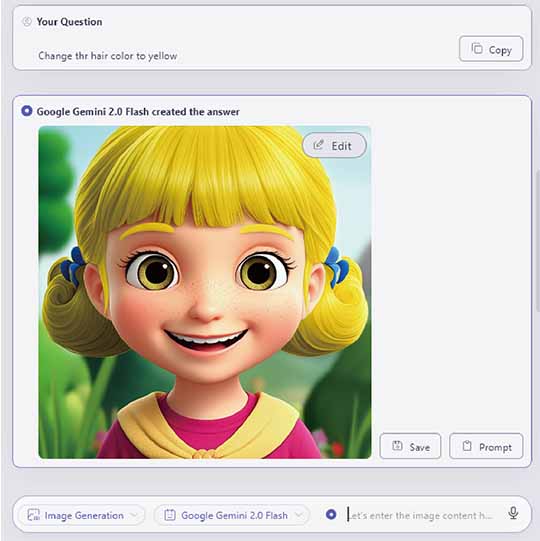 Your Question
Change thr hair color to yellow
Copy
Google Gemini 2.0 Flash created the answer
Edit
Save
Prompt
Image Generation
Google Gemini 2.0 Flash
Let's enter the image content h...